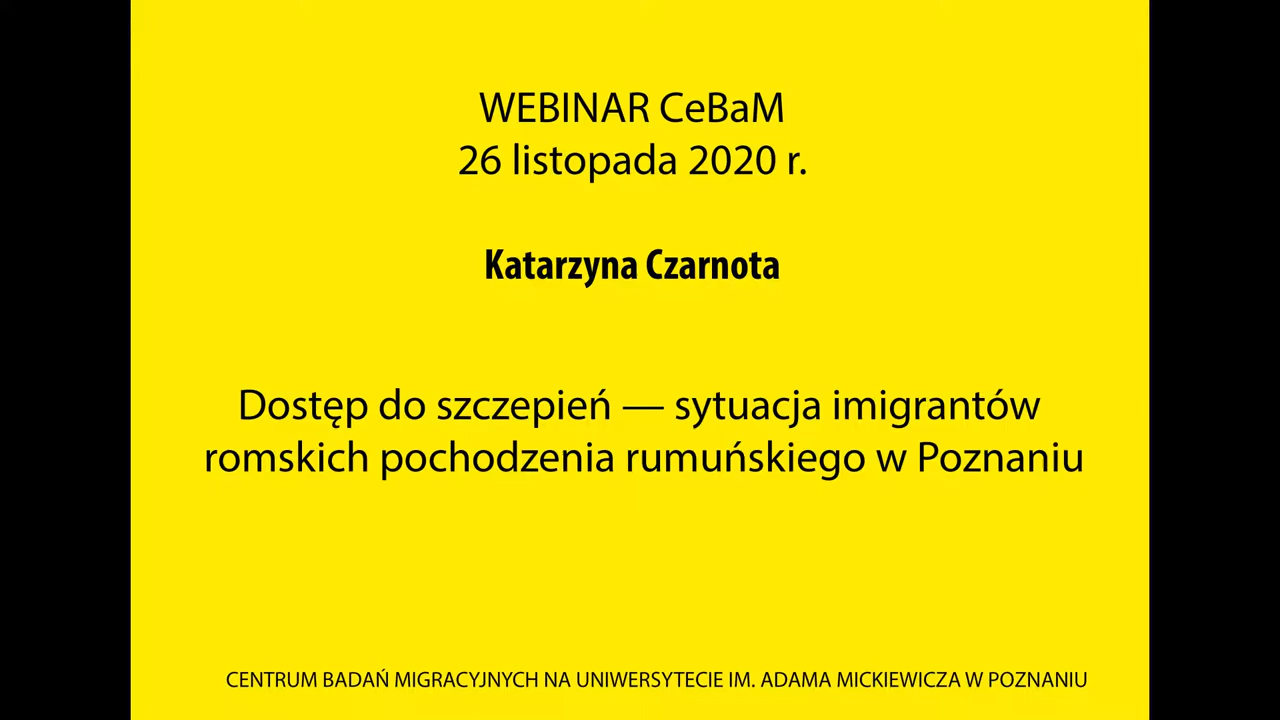 WEBINAR CeBaM
26 listopada 2020 r.
Katarzyna Czarnota
Dostęp do szczepień — sytuacja imigrantów
romskich pochodzenia rumuńskiego w Poznaniu
CENTRUM BADAŃ MIGRACYJNYCH NA UNIWERSYTECIE IM. ADAMA MICKIEWICZA W POZNANIU